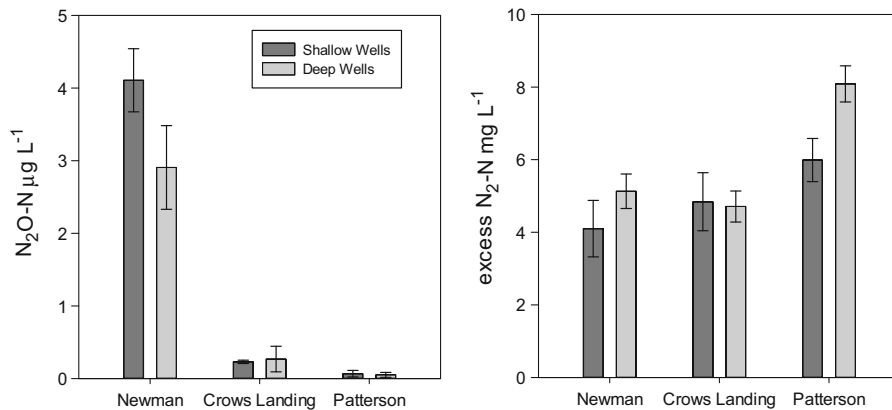 N₂O-N µg L⁻¹
5
4
3
2
1
0
Shallow Wells
Deep Wells
Newman Crows Landing Patterson
excess N₂-N mg L⁻¹
10
8
6
4
2
0
Newman Crows Landing Patterson